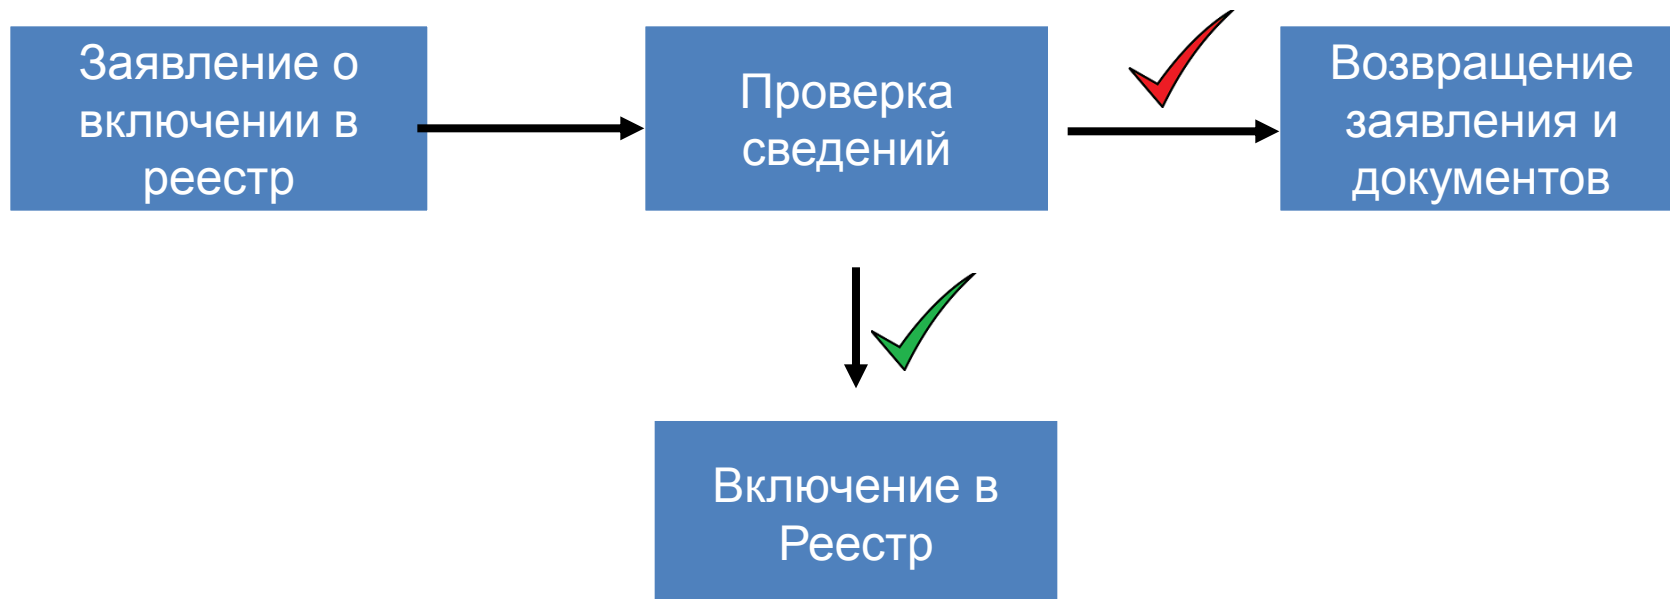 Заявление о
включении в
реестр
Проверка
сведений
Возвращение
заявления и
документов
Включение в
Реестр